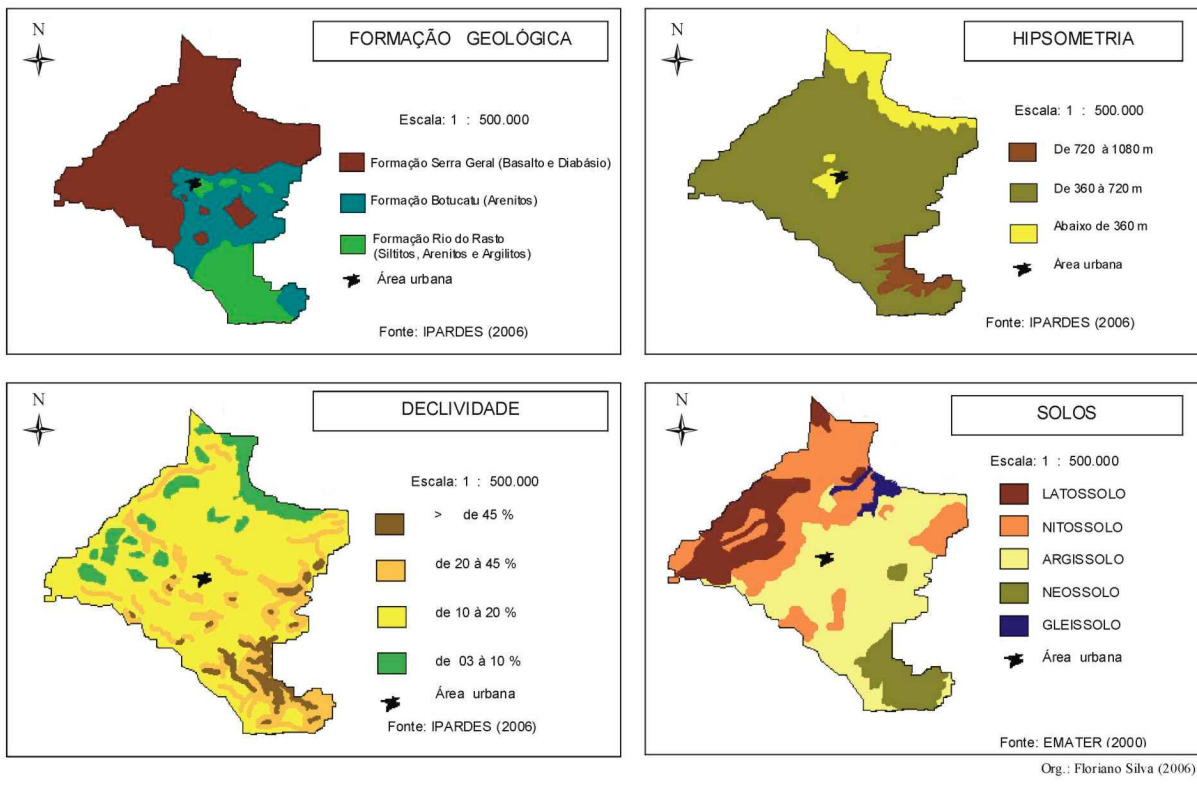 N
FORMAÇÃO GEOLÓGICA
Escala: 1 : 500.000
Formação Serra Geral (Basalto e Diabásio)
Formação Botucatu (Arenitos)
Formação Rio do Rasto
(Siltitos, Arenitos e Argilitos)
Área urbana
Fonte: IPARDES (2006)
N
HIPSOMETRIA
Escala: 1 : 500.000
De 720 à 1080 m
De 360 à 720 m
Abaixo de 360 m
Área urbana
Fonte: IPARDES (2006)
N
DECLIVIDADE
Escala: 1 : 500.000
> de 45 %
de 20 à 45 %
de 10 à 20 %
de 03 à 10 %
Área urbana
Fonte: IPARDES (2006)
N
SOLOS
Escala: 1 : 500.000
LATOSSOLO
NITOSSOLO
ARGISSOLO
NEOSSOLO
GLEISSOLO
Área urbana
Fonte: EMATER (2000)
Org.: Floriano Silva (2006)